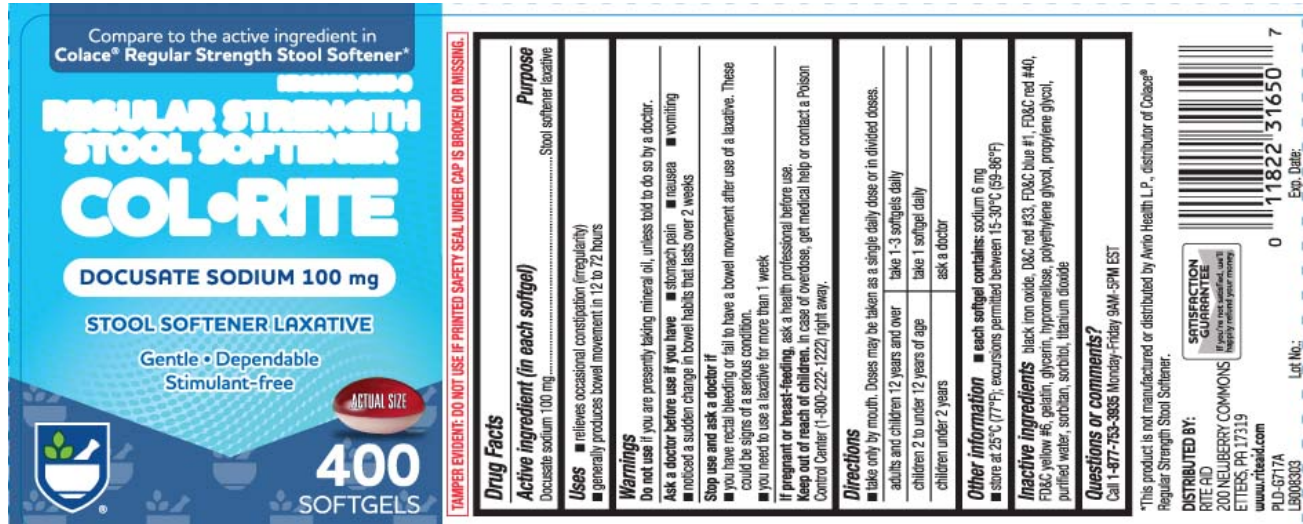 Compare to the active ingredient in
Colace® Regular Strength Stool Softener*
REGULAR STRENGTH
STOOL SOFTENER
COL•RITE
DOCUSATE SODIUM 100 mg
STOOL SOFTENER LAXATIVE
Gentle • Dependable
Stimulant-free
ACTUAL SIZE
400
SOFTGELS
®
TAMPER EVIDENT: DO NOT USE IF PRINTED SAFETY SEAL UNDER CAP IS BROKEN OR MISSING.
Drug Facts
Active ingredient (in each softgel) Purpose
Docusate sodium 100 mg..........Stool softener laxative
Uses ■ relieves occasional constipation (irregularity)
■ generally produces bowel movement in 12 to 72 hours
Warnings
Do not use if you are presently taking mineral oil, unless told to do so by a doctor.
Ask a doctor before use if you have ■ stomach pain ■ nausea ■ vomiting
■ noticed a sudden change in bowel habits that lasts over 2 weeks
Stop use and ask a doctor if
■ you have rectal bleeding or fail to have a bowel movement after use of a laxative. These
could be signs of a serious condition.
■ you need to use a laxative for more than 1 week
If pregnant or breast-feeding, ask a health professional before use.
Keep out of reach of children. In case of overdose, get medical help or contact a Poison
Control Center (1-800-222-1222) right away.
Directions
■ take only by mouth. Doses may be taken as a single daily dose or in divided doses.
adults and children 12 years and over take 1-3 softgels daily
children 2 to under 12 years of age take 1 softgel daily
children under 2 years ask a doctor
Other information ■ each softgel contains: sodium 6 mg
■ store at 25ºC (77ºF); excursions permitted between 15-30ºC (59-86ºF)
Inactive ingredients black iron oxide, D&C red #33, FD&C blue #1, FD&C red #40,
FD&C yellow #6, gelatin, glycerin, hypromellose, polyethylene glycol, propylene glycol,
purified water, sorbitan, sorbitol, titanium dioxide
Questions or comments?
Call 1-877-753-3935 Monday-Friday 9AM-5PM EST
*This product is not manufactured or distributed by Avrio Health L.P., distributor of Colace®
Regular Strength Stool Softener.
DISTRIBUTED BY:
RITE AID
200 NEWBERRY COMMONS
ETTERS, PA 17319
www.riteaid.com
PLD-G717A
LB008303
SATISFACTION
GUARANTEE
If you're not satisfied, we'll
happily refund your money.
0 11822 31650 7
Lot No.: Exp. Date: